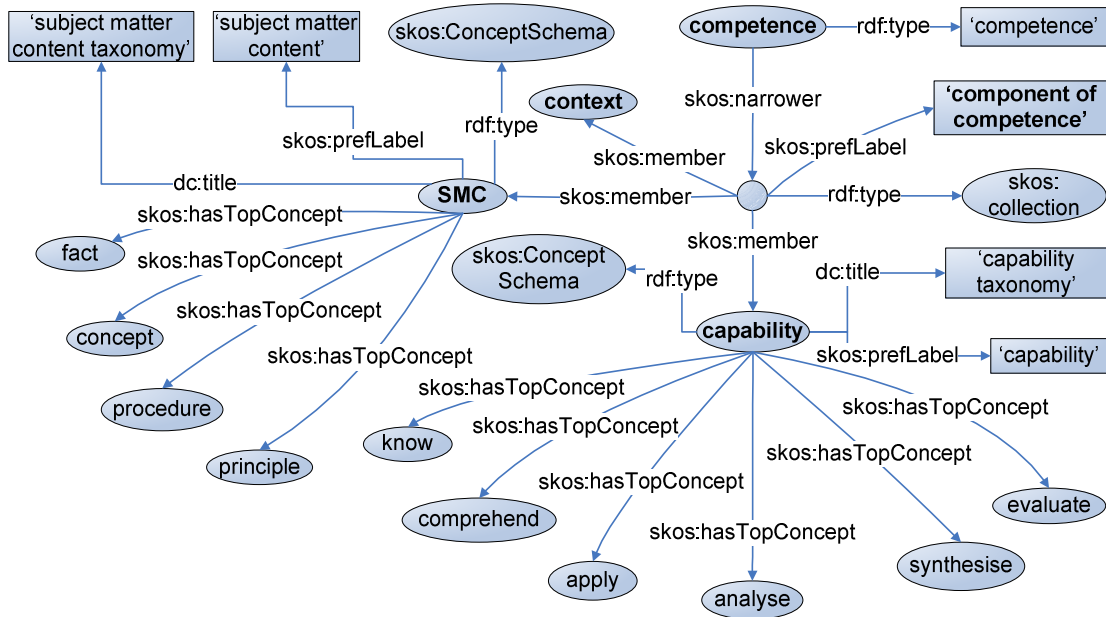 ‘subject matter
content taxonomy’
‘subject matter
content’
skos:ConceptSchema
competence
rdf:type
‘competence’
skos:narrower
context
‘component of
competence’
rdf:type
skos:prefLabel
skos:member
skos:prefLabel
dc:title
SMC
skos:member
rdf:type
skos:
collection
skos:hasTopConcept
fact
skos:member
skos:hasTopConcept
skos:Concept
Schema
rdf:type
dc:title
‘capability
taxonomy’
skos:hasTopConcept
concept
capability
skos:hasTopConcept
skos:prefLabel
‘capability’
procedure
skos:hasTopConcept
skos:hasTopConcept
know
skos:hasTopConcept
principle
skos:hasTopConcept
skos:hasTopConcept
evaluate
comprehend
skos:hasTopConcept
synthesise
apply
analyse